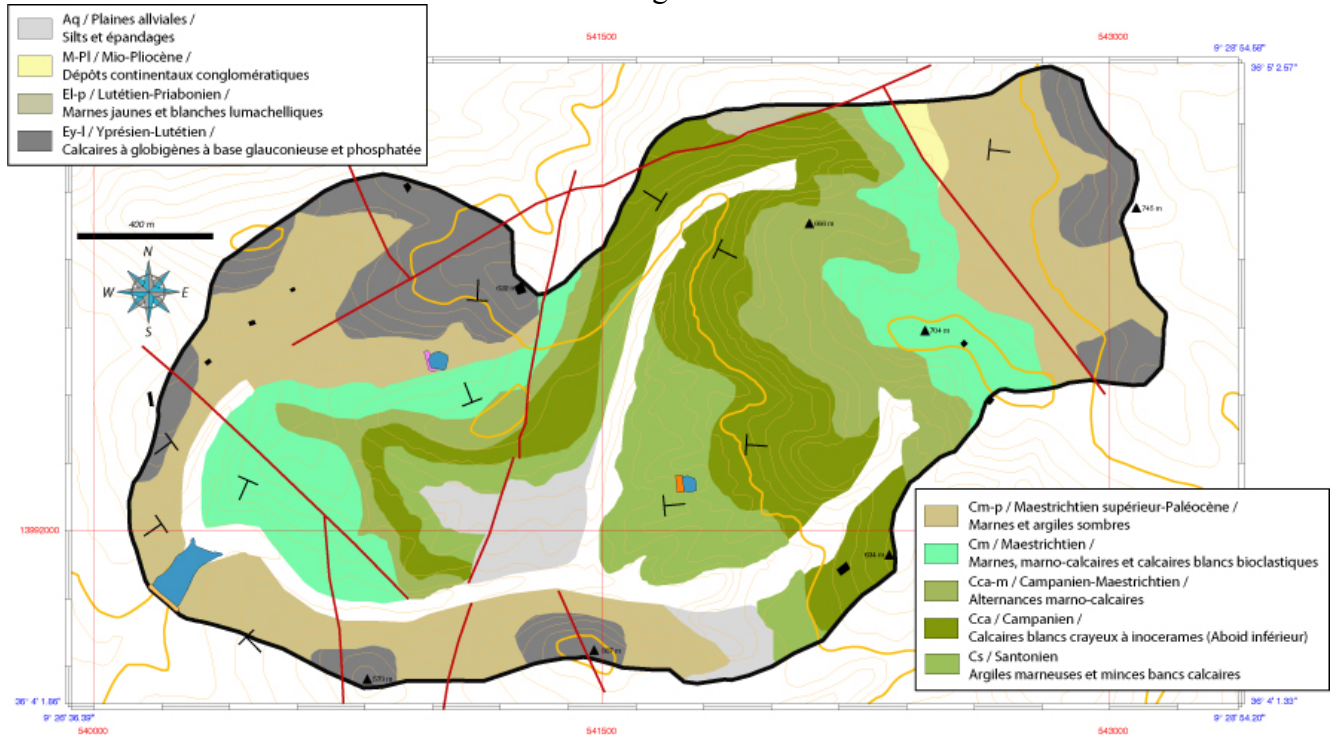 Aq / Plaines alliviales /
Silts et épandages
M-Pl / Mio-Pliocène /
Dépôts continentaux conglomératiques
El-p / Lutétien-Priabonien /
Marnes jaunes et blanches lumachelliques
Ey-l / Yprésien-Lutétien /
Calcaires à globigènes à base glauconieuse et phosphatée
541500
543000
9° 28' 54.56"
36° 5' 2.57"
400 m
N
W
E
S
745 m
704 m
13992000
634 m
567 m
570 m
Cm-p / Maestrichtien supérieur-Paléocène /
Marnes et argiles sombres
Cm / Maestrichtien /
Marnes, marno-calcaires et calcaires blancs bioclastiques
Cca-m / Campanien-Maestrichtien /
Alternances marno-calcaires
Cca / Campanien /
Calcaires blancs crayeux à inocerames (Aboid inférieur)
Cs / Santonien
Argiles marneuses et minces bancs calcaires
36° 4' 1.86"
36° 4' 1.33"
9° 26' 36.39"
9° 28' 54.20"
540000
541500
543000